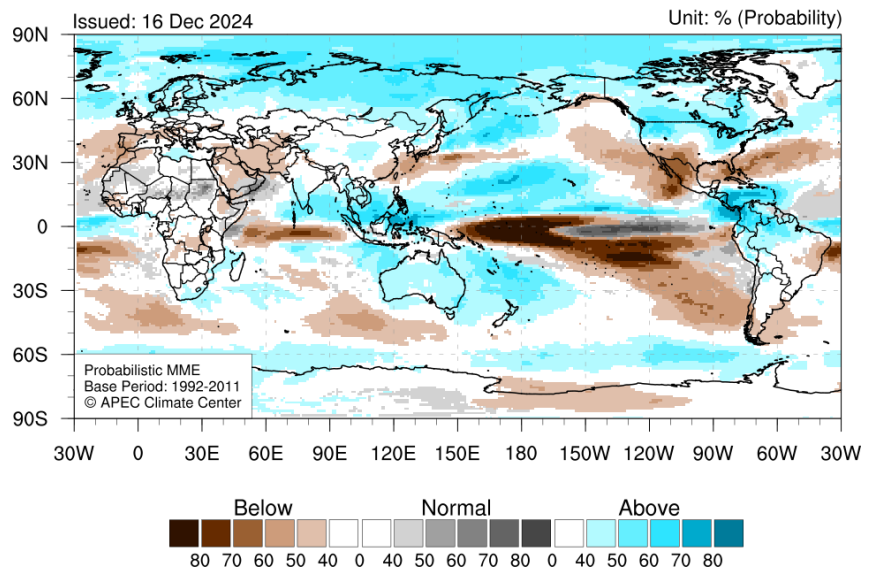 Issued: 16 Dec 2024
Unit: % (Probability)
90N
60N
30N
0
30S
60S
90S
Probabilistic MME
Base Period: 1992-2011
© APEC Climate Center
30W 0 30E 60E 90E 120E 150E 180 150W 120W 90W 60W 30W
Below Normal Above
80 70 60 50 40 0 40 50 60 70 80 0 40 50 60 70 80